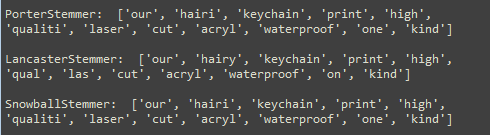 PorterStemmer:  ['our', 'hairi', 'keychain', 'print', 'high',
'qualiti', 'laser', 'cut', 'acryl', 'waterproof', 'one', 'kind']
LancasterStemmer:  ['our', 'hairy', 'keychain', 'print', 'high',
'qual', 'las', 'cut', 'acryl', 'waterproof', 'on', 'kind']
SnowballStemmer:  ['our', 'hairi', 'keychain', 'print', 'high',
'qualiti', 'laser', 'cut', 'acryl', 'waterproof', 'one', 'kind']